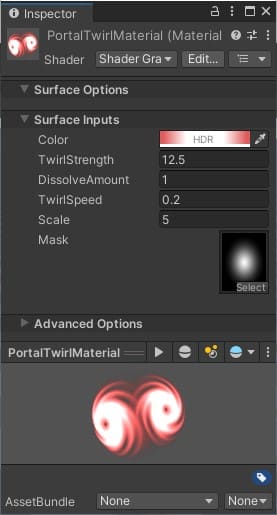 Inspector
PortalTwirlMaterial (Material
Shader Shader Gra Edit...
Surface Options
Surface Inputs
Color HDR
TwirlStrength 12.5
DissolveAmount 1
TwirlSpeed 0.2
Scale 5
Mask
Select
Advanced Options
PortalTwirlMaterial
AssetBundle None None